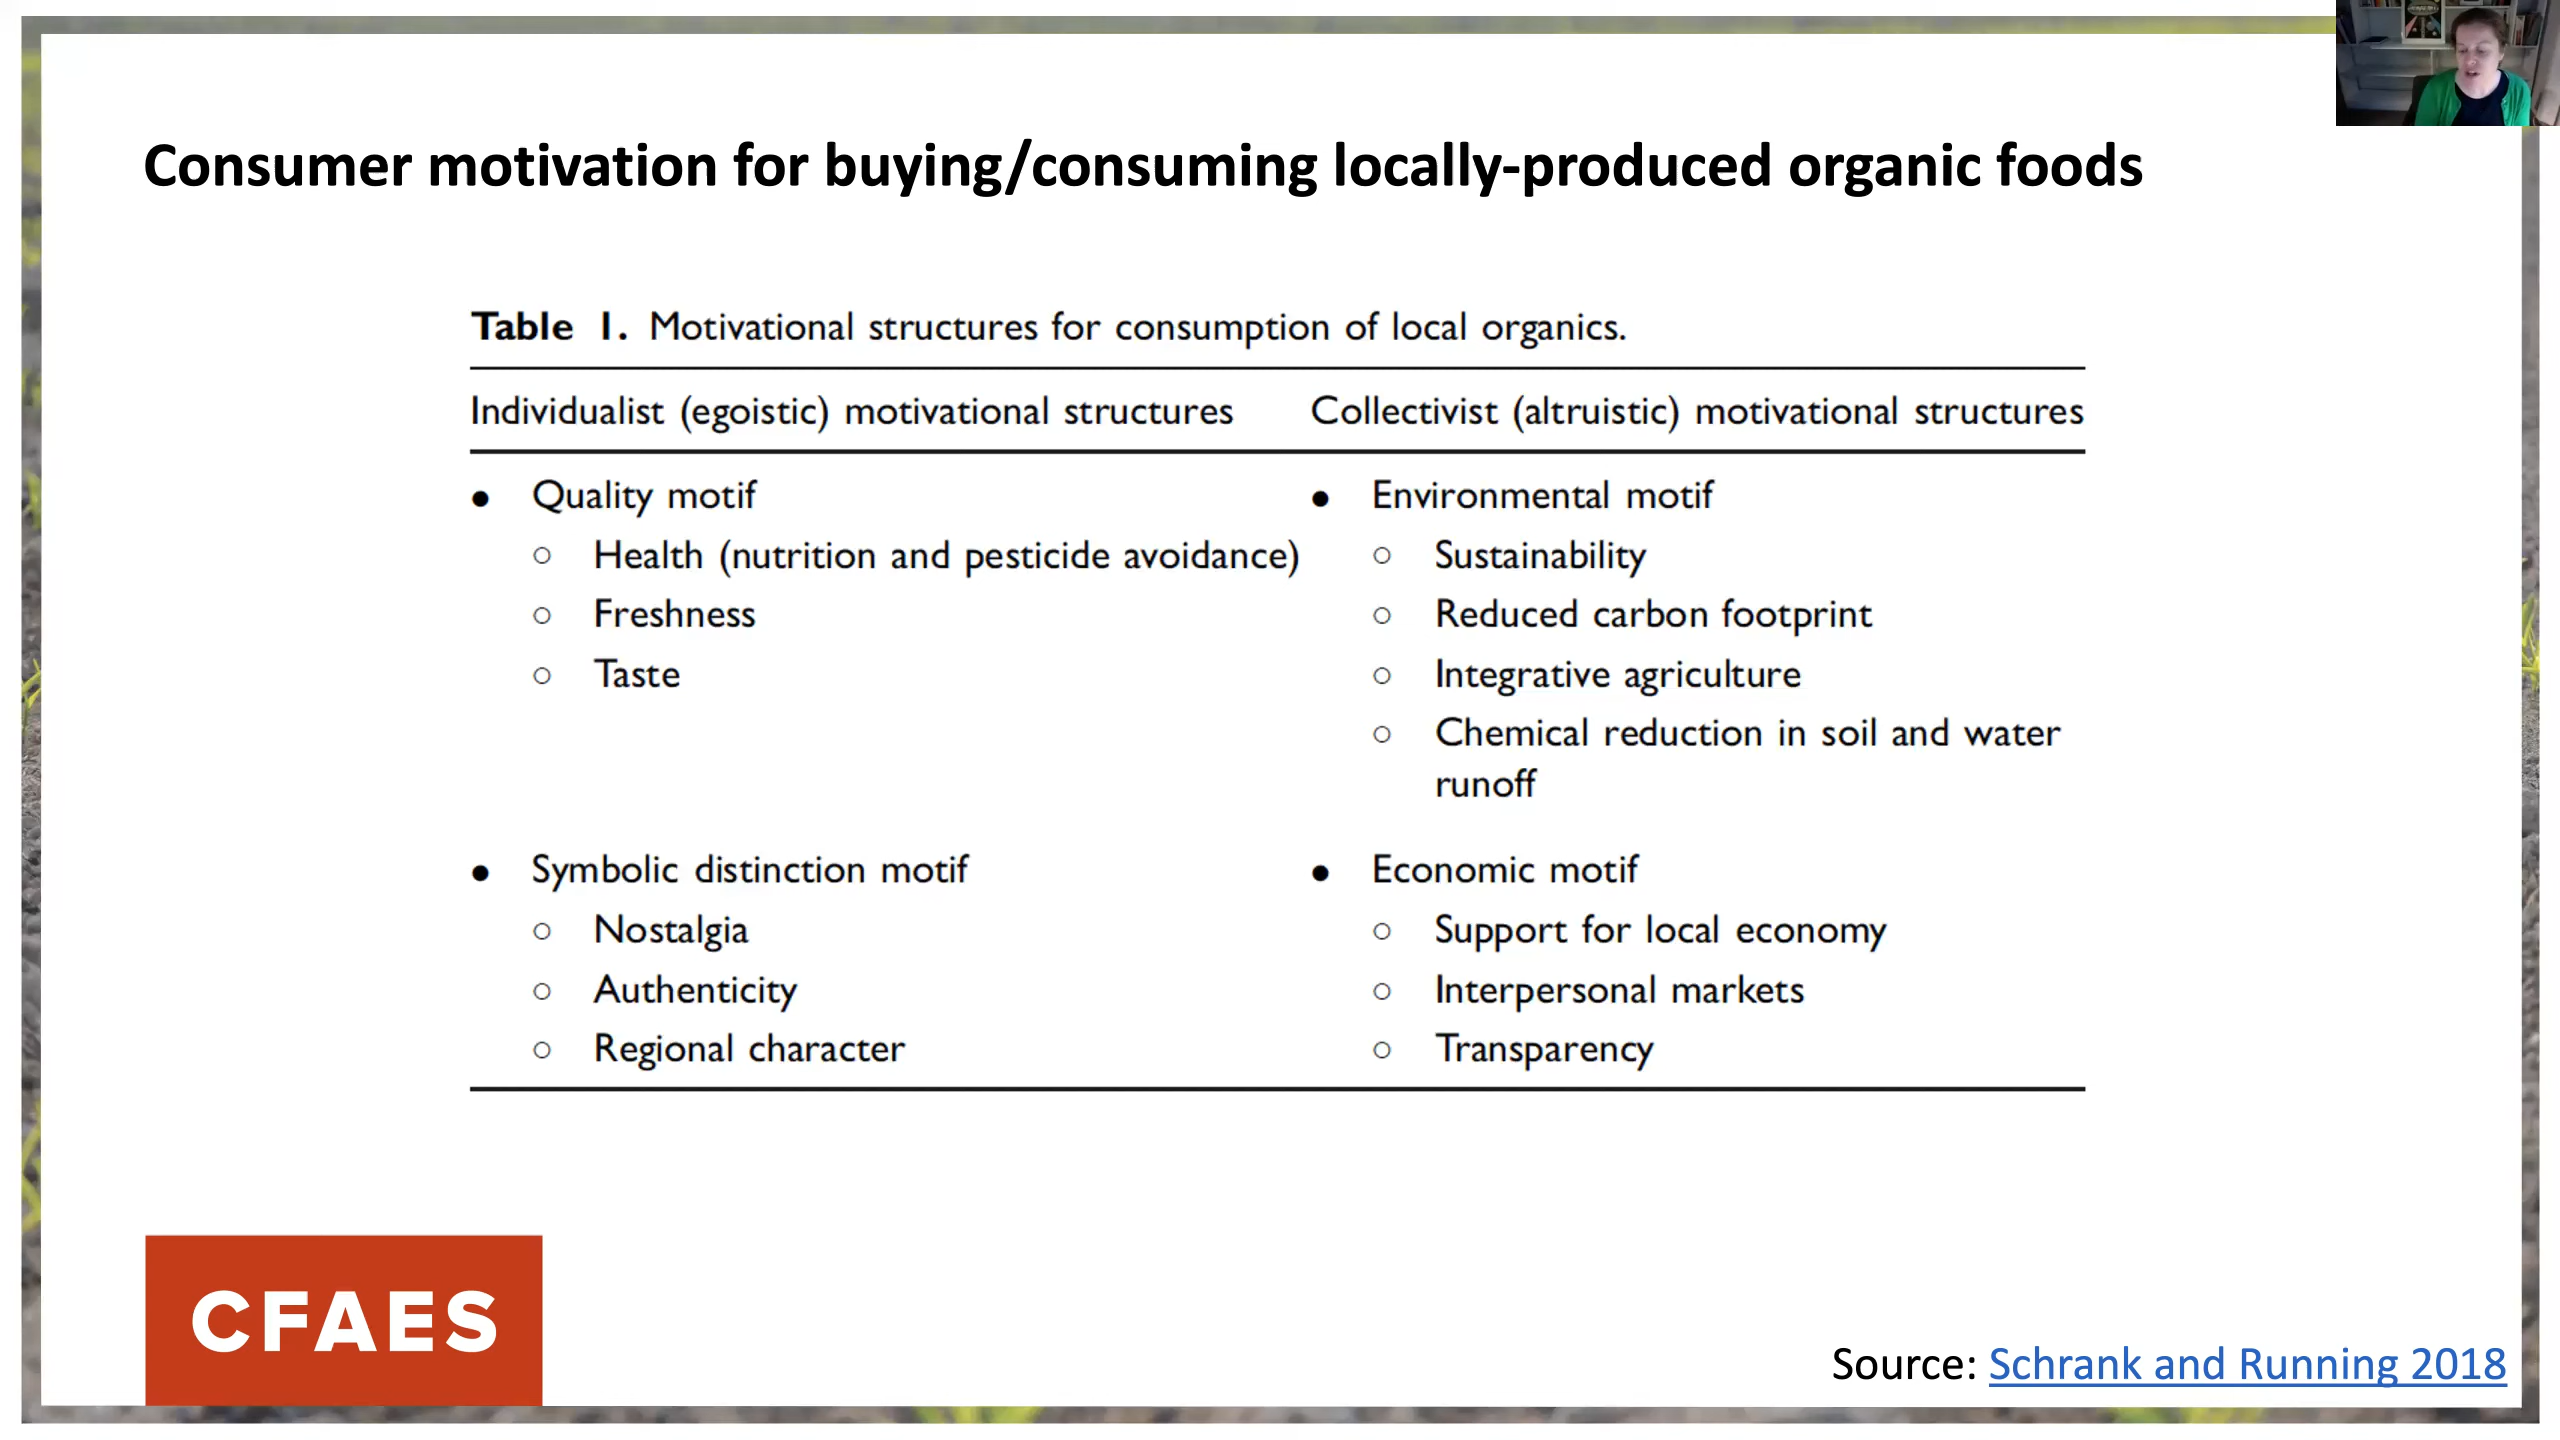 Consumer motivation for buying/consuming locally-produced organic foods
Table 1. Motivational structures for consumption of local organics.
Individualist (egoistic) motivational structures
Collectivist (altruistic) motivational structures
● Quality motif
○ Health (nutrition and pesticide avoidance)
○ Freshness
○ Taste
● Environmental motif
○ Sustainability
○ Reduced carbon footprint
○ Integrative agriculture
○ Chemical reduction in soil and water
runoff
● Symbolic distinction motif
○ Nostalgia
○ Authenticity
○ Regional character
● Economic motif
○ Support for local economy
○ Interpersonal markets
○ Transparency
CFAES
Source: Schrank and Running 2018